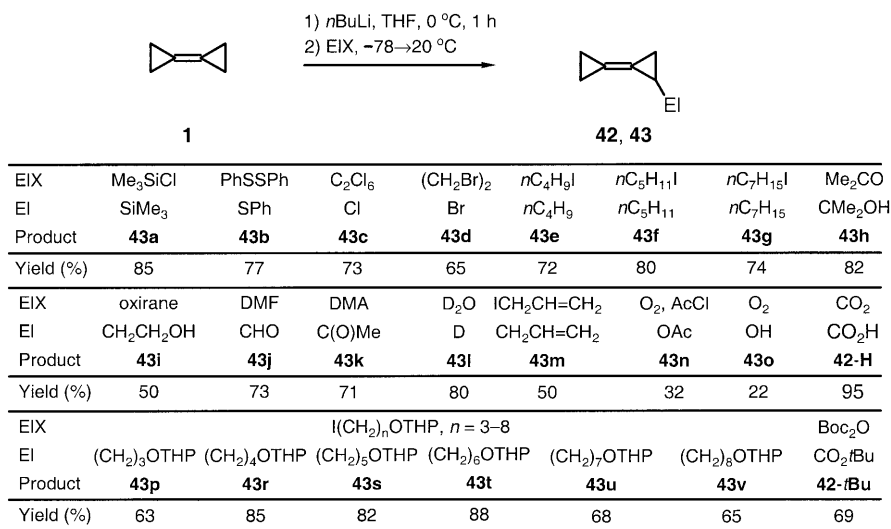 1) nBuLi, THF, 0 °C, 1 h
2) ElX, −78→20 °C
El
1 42, 43
ElX Me₃SiCl PhSSPh C₂Cl₆ (CH₂Br)₂ nC₄H₉I nC₅H₁₁I nC₇H₁₅I Me₂CO
El SiMe₃ SPh Cl Br nC₄H₉ nC₅H₁₁ nC₇H₁₅ CMe₂OH
Product 43a 43b 43c 43d 43e 43f 43g 43h
Yield (%) 85 77 73 65 72 80 74 82
ElX oxirane DMF DMA D₂O ICH₂CH=CH₂ O₂, AcCl O₂ CO₂
El CH₂CH₂OH CHO C(O)Me D CH₂CH=CH₂ OAc OH CO₂H
Product 43i 43j 43k 43l 43m 43n 43o 42-H
Yield (%) 50 73 71 80 50 32 22 95
ElX I(CH₂)ₙOTHP, n = 3–8 Boc₂O
El (CH₂)₃OTHP (CH₂)₄OTHP (CH₂)₅OTHP (CH₂)₆OTHP (CH₂)₇OTHP (CH₂)₈OTHP CO₂tBu
Product 43p 43r 43s 43t 43u 43v 42-tBu
Yield (%) 63 85 82 88 68 65 69